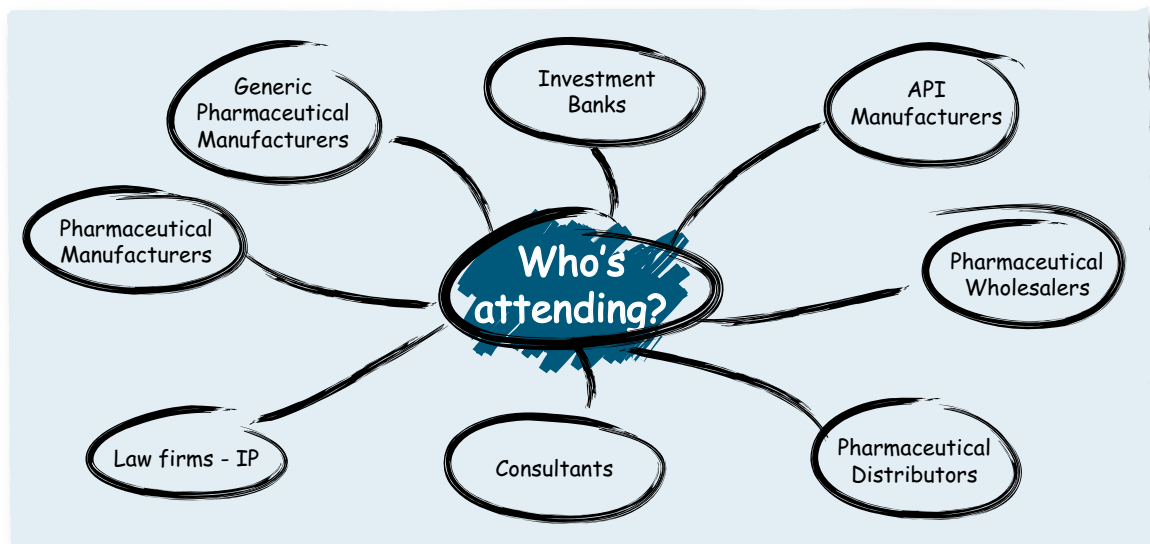 Generic
Pharmaceutical
Manufacturers
Investment
Banks
API
Manufacturers
Pharmaceutical
Manufacturers
Who's
attending?
Pharmaceutical
Wholesalers
Law firms - IP
Consultants
Pharmaceutical
Distributors